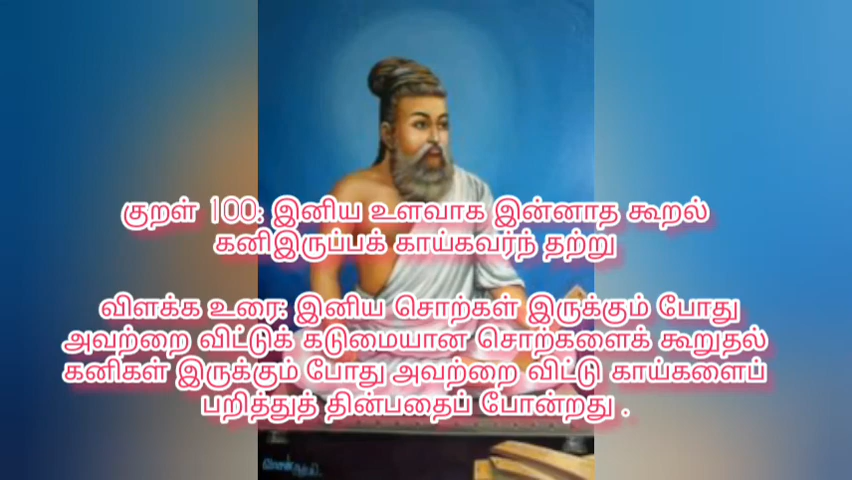 குறள் 100: இனிய உளவாக இன்னாத கூறல்
கனிஇருப்பக் காய்கவர்ந் தற்று
விளக்க உரை: இனிய சொற்கள் இருக்கும் போது
அவற்றை விட்டுக் கடுமையான சொற்களைக் கூறுதல்
கனிகள் இருக்கும் போது அவற்றை விட்டு காய்களைப்
பறித்துத் தின்பதைப் போன்றது .